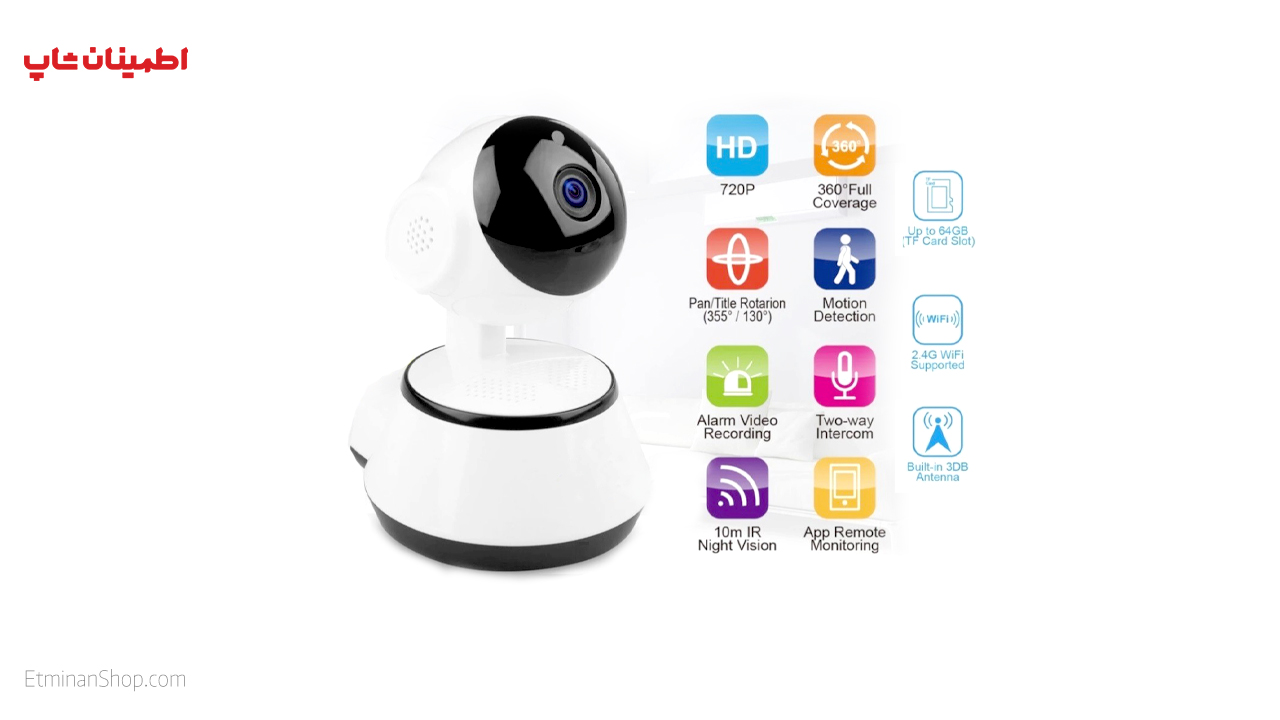 اطمینان شاپ
HD
720P
360°
360°Full
Coverage
TF
Card
Up to 64GB
(TF Card Slot)
Pan/Title Rotarion
(355° / 130°)
Motion
Detection
WiFi
2.4G WiFi
Supported
Alarm Video
Recording
Two-way
Intercom
Built-in 3DB
Antenna
10m IR
Night Vision
App Remote
Monitoring
EtminanShop.com